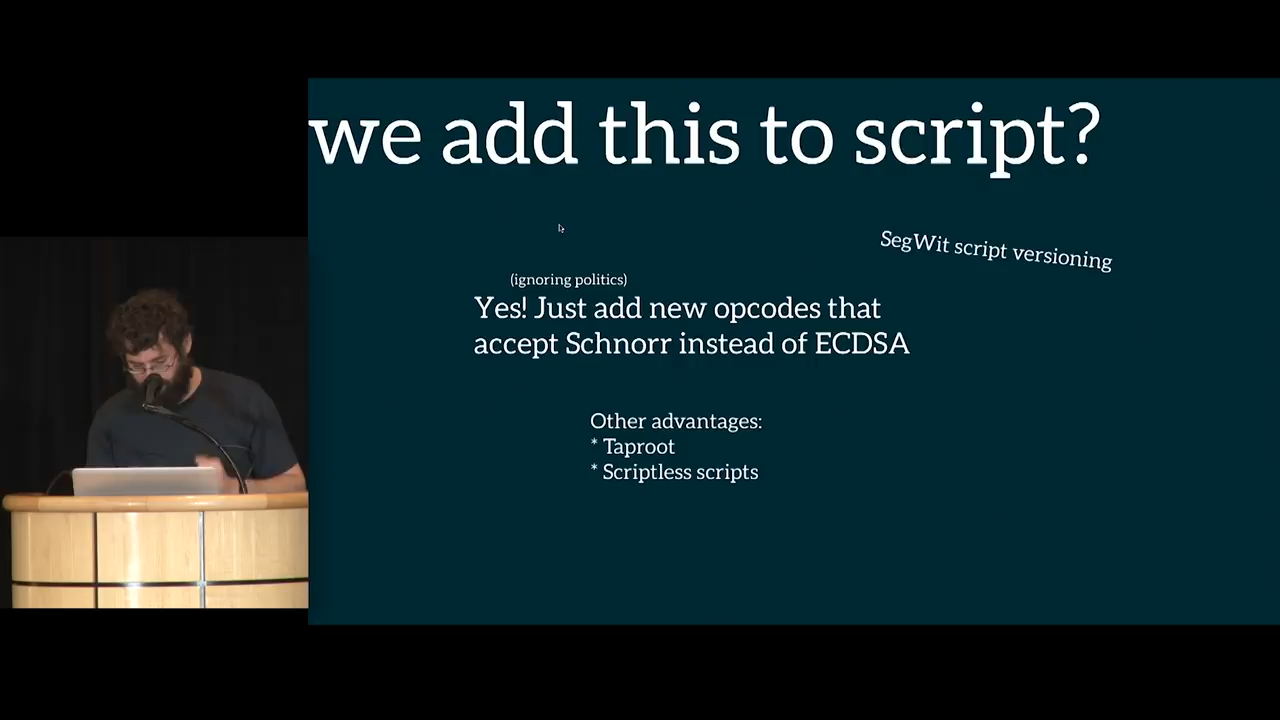 we add this to script?
SegWit script versioning
(ignoring politics)
Yes! Just add new opcodes that
accept Schnorr instead of ECDSA
Other advantages:
* Taproot
* Scriptless scripts